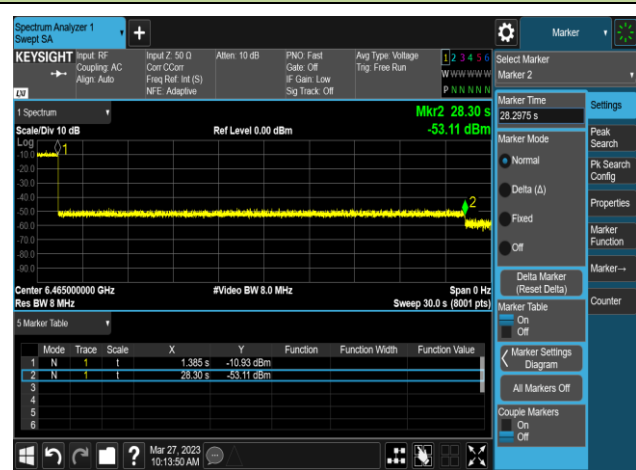 Spectrum Analyzer 1
Swept SA
+
Marker
KEYSIGHT
Input: RF
Coupling: AC
Align: Auto
Input Z: 50 Ω
Corr CCorr
Freq Ref: Int (S)
NFE: Adaptive
Atten: 10 dB
PNO: Fast
Gate: Off
IF Gain: Low
Sig Track: Off
Avg Type: Voltage
Trig: Free Run
1 2 3 4 5 6
W W W W W W
P N N N N N
LXI
Select Marker
Marker 2
1 Spectrum
Mkr2 28.30 s
Scale/Div 10 dB
Ref Level 0.00 dBm
-53.11 dBm
Log
1
-10.0
-20.0
-30.0
-40.0
2
-50.0
-60.0
-70.0
-80.0
-90.0
Center 6.465000000 GHz
#Video BW 8.0 MHz
Span 0 Hz
Res BW 8 MHz
Sweep 30.0 s (8001 pts)
5 Marker Table
Mode Trace Scale X Y Function Function Width Function Value
1 N 1 t 1.385 s -10.93 dBm
2 N 1 t 28.30 s -53.11 dBm
3
4
5
6
Marker Time
28.2975 s
Marker Mode
Normal
Delta (Δ)
Fixed
Off
Delta Marker
(Reset Delta)
Marker Table
On
Off
Marker Settings
Diagram
All Markers Off
Couple Markers
On
Off
Settings
Peak
Search
Pk Search
Config
Properties
Marker
Function
Marker→
Counter
?
Mar 27, 2023
10:13:50 AM